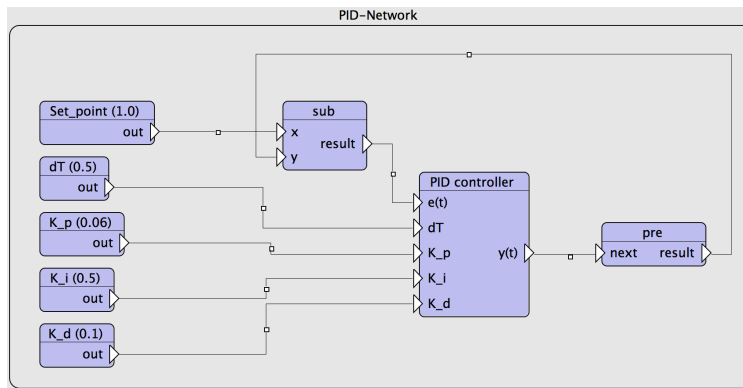 PID-Network
Set_point (1.0)
out
sub
x
result
y
dT (0.5)
out
K_p (0.06)
out
K_i (0.5)
out
K_d (0.1)
out
PID controller
e(t)
dT
K_p
y(t)
K_i
K_d
pre
next
result